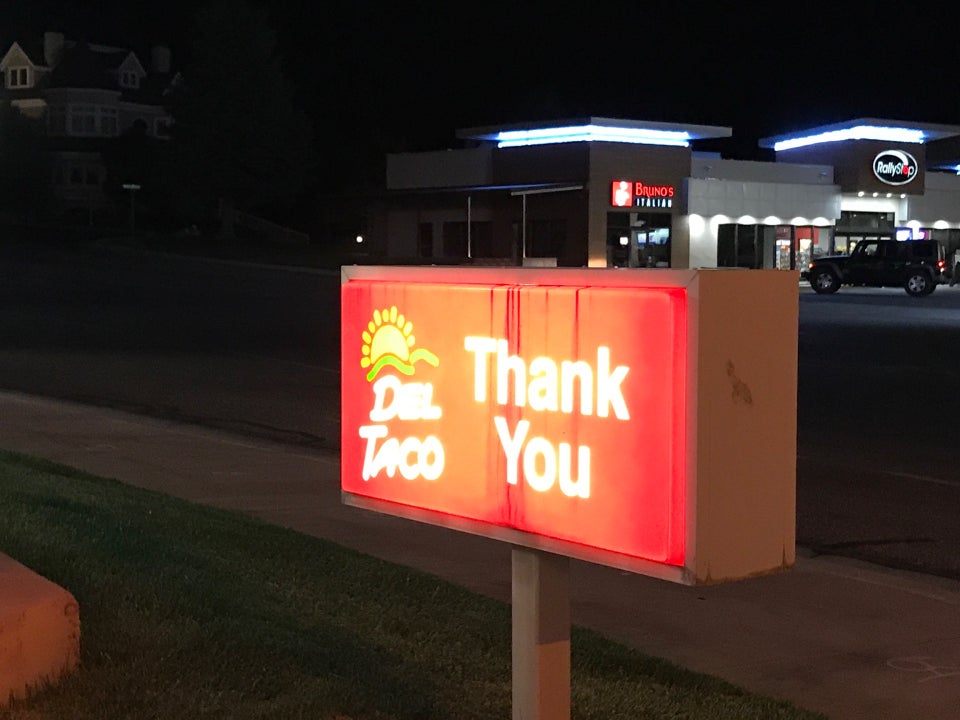 DEL
TACO
Thank
You
BRUNO'S
ITALIAN
RallyStop